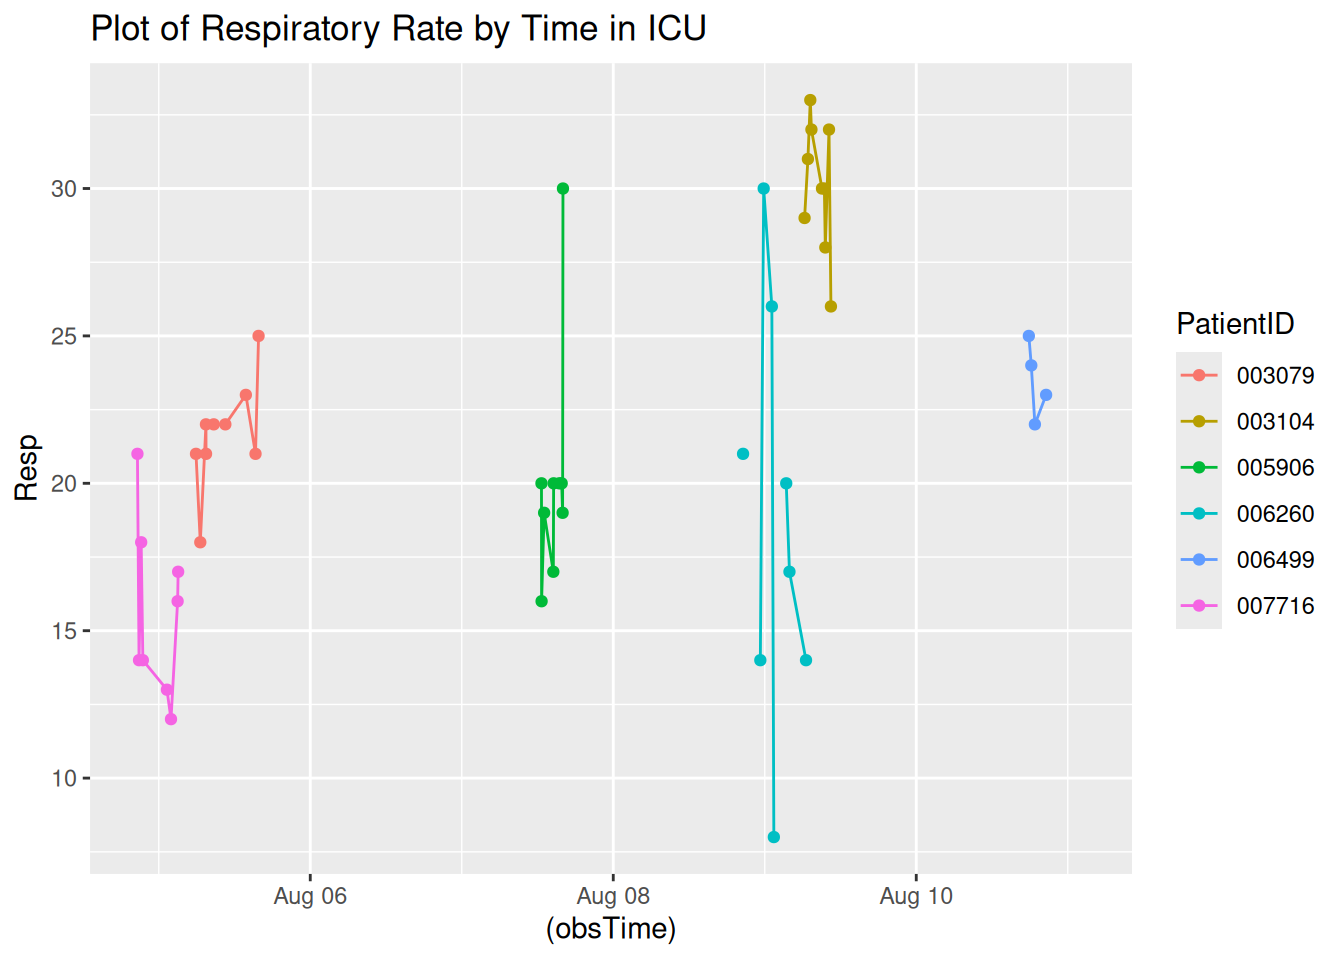 Plot of Respiratory Rate by Time in ICU
Resp
30
25
20
15
10
Aug 06
Aug 08
Aug 10
(obsTime)
PatientID
003079
003104
005906
006260
006499
007716